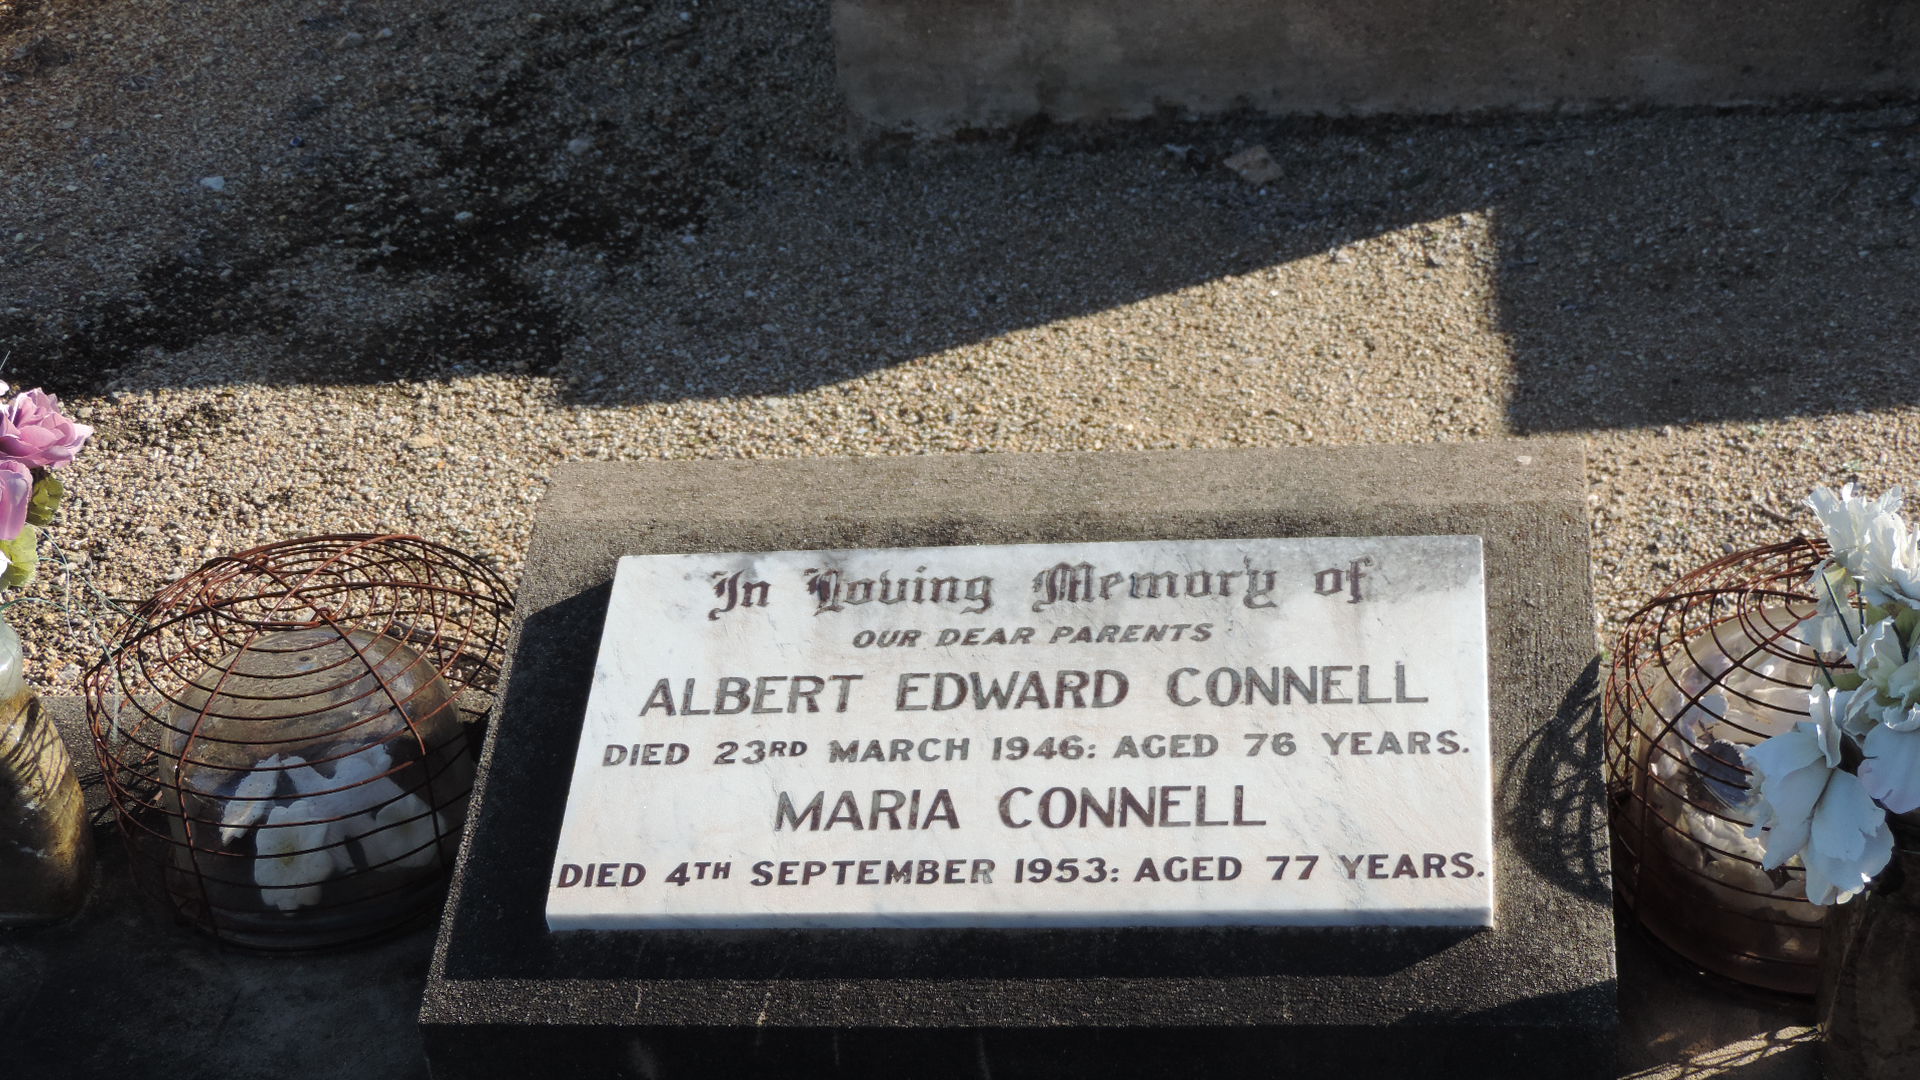 In Loving Memory of
OUR DEAR PARENTS
ALBERT EDWARD CONNELL
DIED 23RD MARCH 1946: AGED 76 YEARS.
MARIA CONNELL
DIED 4TH SEPTEMBER 1953: AGED 77 YEARS.